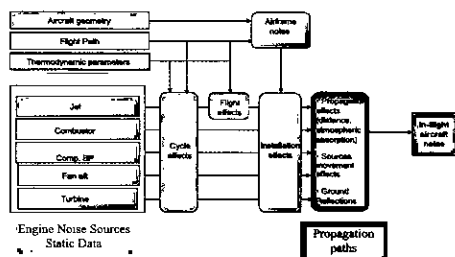 Aircraft geometry
Airframe
noise
Flight Path
Thermodynamic parameters
Jet
Combustor
Comp. BP
Fan aft
Turbine
Cycle
effects
Flight
effects
Installation
effects
- Propagation
effects
(distance,
atmospheric
absorption)
- Sources
movement
effects
- Ground
Reflections
In-flight
aircraft
noise
Engine Noise Sources
Static Data
Propagation
paths